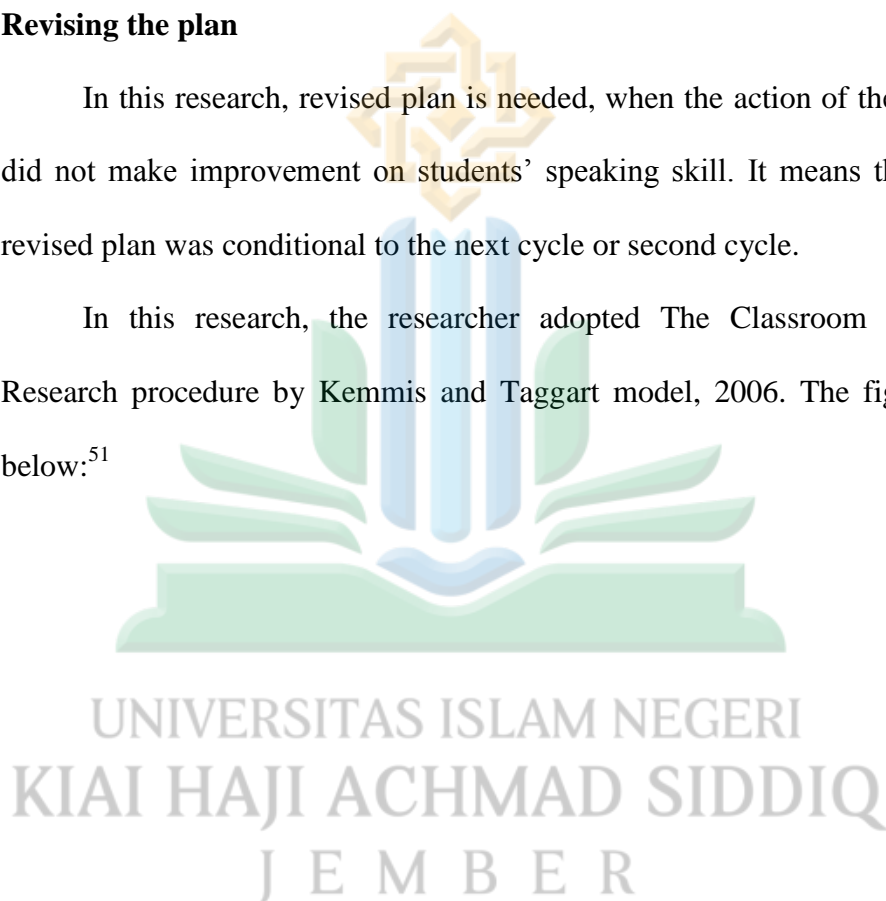 Revising the plan
In this research, revised plan is needed, when the action of the
did not make improvement on students’ speaking skill. It means th
revised plan was conditional to the next cycle or second cycle.
In this research, the researcher adopted The Classroom
Research procedure by Kemmis and Taggart model, 2006. The fig
below:51
UNIVERSITAS ISLAM NEGERI
KIAI HAJI ACHMAD SIDDIQ
JEMBER